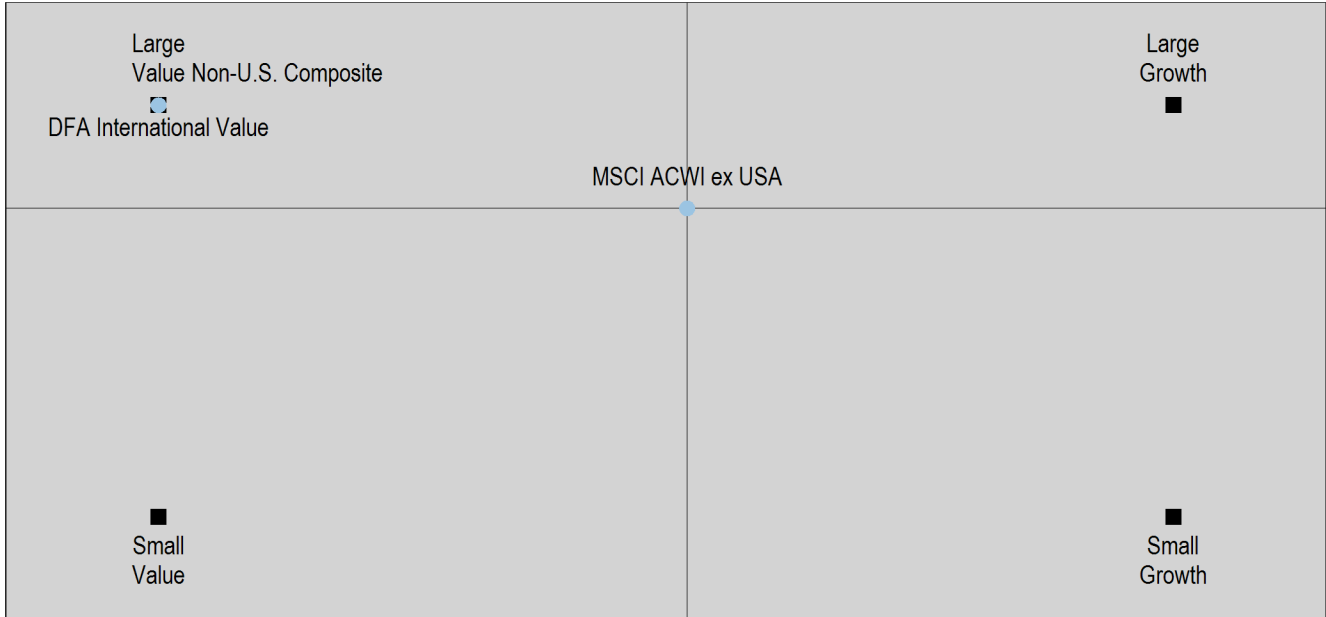 Large
Value Non-U.S. Composite
DFA International Value
Large
Growth
MSCI ACWI ex USA
Small
Value
Small
Growth